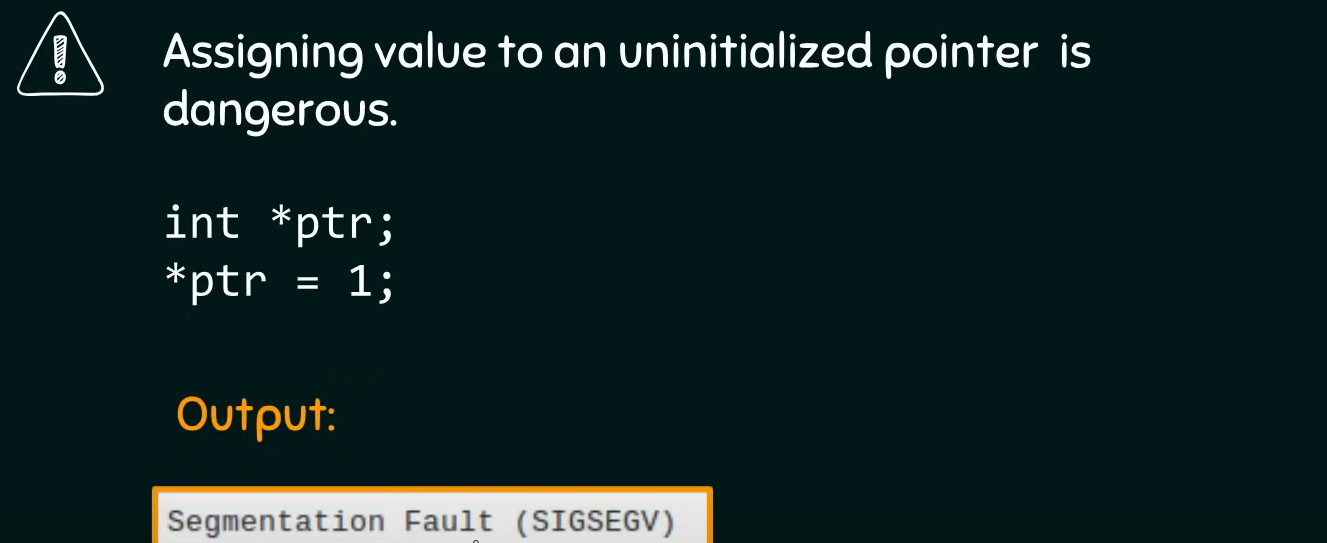 Assigning value to an uninitialized pointer is
dangerous.
int *ptr;
*ptr = 1;
Output:
Segmentation Fault (SIGSEGV)